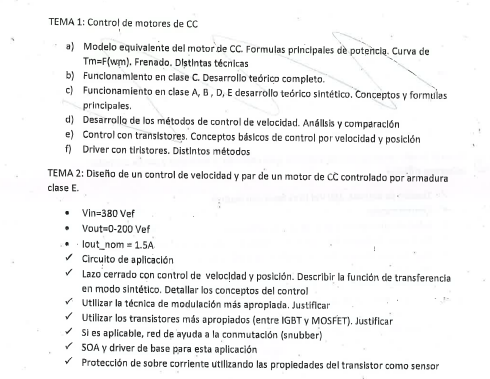 TEMA 1: Control de motores de CC
a) Modelo equivalente del motor de CC. Formulas principales de potencia. Curva de
Tm=F(wm). Frenado. Distintas técnicas
b) Funcionamiento en clase C. Desarrollo teórico completo.
c) Funcionamiento en clase A, B , D, E desarrollo teórico sintético. Conceptos y formulas
principales.
d) Desarrollo de los métodos de control de velocidad. Análisis y comparación
e) Control con transistores. Conceptos básicos de control por velocidad y posición
f) Driver con tiristores. Distintos métodos
TEMA 2: Diseño de un control de velocidad y par de un motor de CC controlado por armadura
clase E.
• Vin=380 Vef
• Vout=0-200 Vef
• Iout_nom = 1.5A
✓ Circuito de aplicación
✓ Lazo cerrado con control de velocidad y posición. Describir la función de transferencia
en modo sintético. Detallar los conceptos del control
✓ Utilizar la técnica de modulación más apropiada. Justificar
✓ Utilizar los transistores más apropiados (entre IGBT y MOSFET). Justificar
✓ Si es aplicable, red de ayuda a la conmutación (snubber)
✓ SOA y driver de base para esta aplicación
✓ Protección de sobre corriente utilizando las propiedades del transistor como sensor